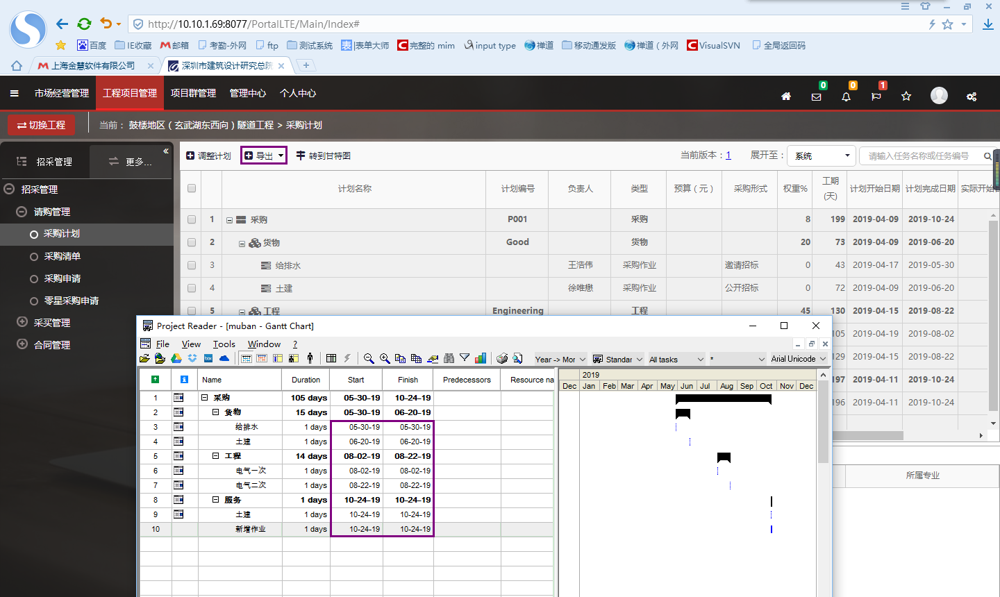 http://10.10.1.69:8077/PortalLTE/Main/Index#
百度 IE收藏 邮箱 考勤-外网 ftp 测试系统 表 |表单大师 完整的 mim input type 禅道 移动通发版 禅道（外网 VisualSVN 全局返回码
上海金慧软件有限公司 深圳市建筑设计研究总院
市场经营管理 工程项目管理 项目群管理 管理中心 个人中心 0 0 1
切换工程 当前： 鼓楼地区（玄武湖东西向）隧道工程 > 采购计划
招采管理 更多...
招采管理
请购管理
采购计划
采购清单
采购申请
零星采购申请
采买管理
合同管理
调整计划 导出 转到甘特图 当前版本：1 展开至： 系统 请输入任务名称或任务编号
计划名称 计划编号 负责人 类型 预算（元） 采购形式 权重% 工期(天) 计划开始日期 计划完成日期 实际开始
1 采购 P001 采购 8 199 2019-04-09 2019-10-24
2 货物 Good 货物 20 73 2019-04-09 2019-06-20
3 给排水 王浩伟 采购作业 邀请招标 0 43 2019-04-17 2019-05-30
4 土建 徐唯懋 采购作业 公开招标 0 72 2019-04-09 2019-06-20
5 工程 Engineering 工程 45 130 2019-04-15 2019-08-22
105 2019-04-19 2019-08-02
129 2019-04-15 2019-08-22
197 2019-04-11 2019-10-24
196 2019-04-11 2019-10-24
所属专业
Project Reader - [muban - Gantt Chart]
File View Tools Window ?
Year -> Mor Standar All tasks * Arial Unicode
Name Duration Start Finish Predecessors Resource na
2019
Dec Jan Feb Mar Apr May Jun Jul Aug Sep Oct Nov Dec
1 采购 105 days 05-30-19 10-24-19
2 货物 15 days 05-30-19 06-20-19
3 给排水 1 days 05-30-19 05-30-19
4 土建 1 days 06-20-19 06-20-19
5 工程 14 days 08-02-19 08-22-19
6 电气一次 1 days 08-02-19 08-02-19
7 电气二次 1 days 08-22-19 08-22-19
8 服务 1 days 10-24-19 10-24-19
9 土建 1 days 10-24-19 10-24-19
10 新增作业 1 days 10-24-19 10-24-19